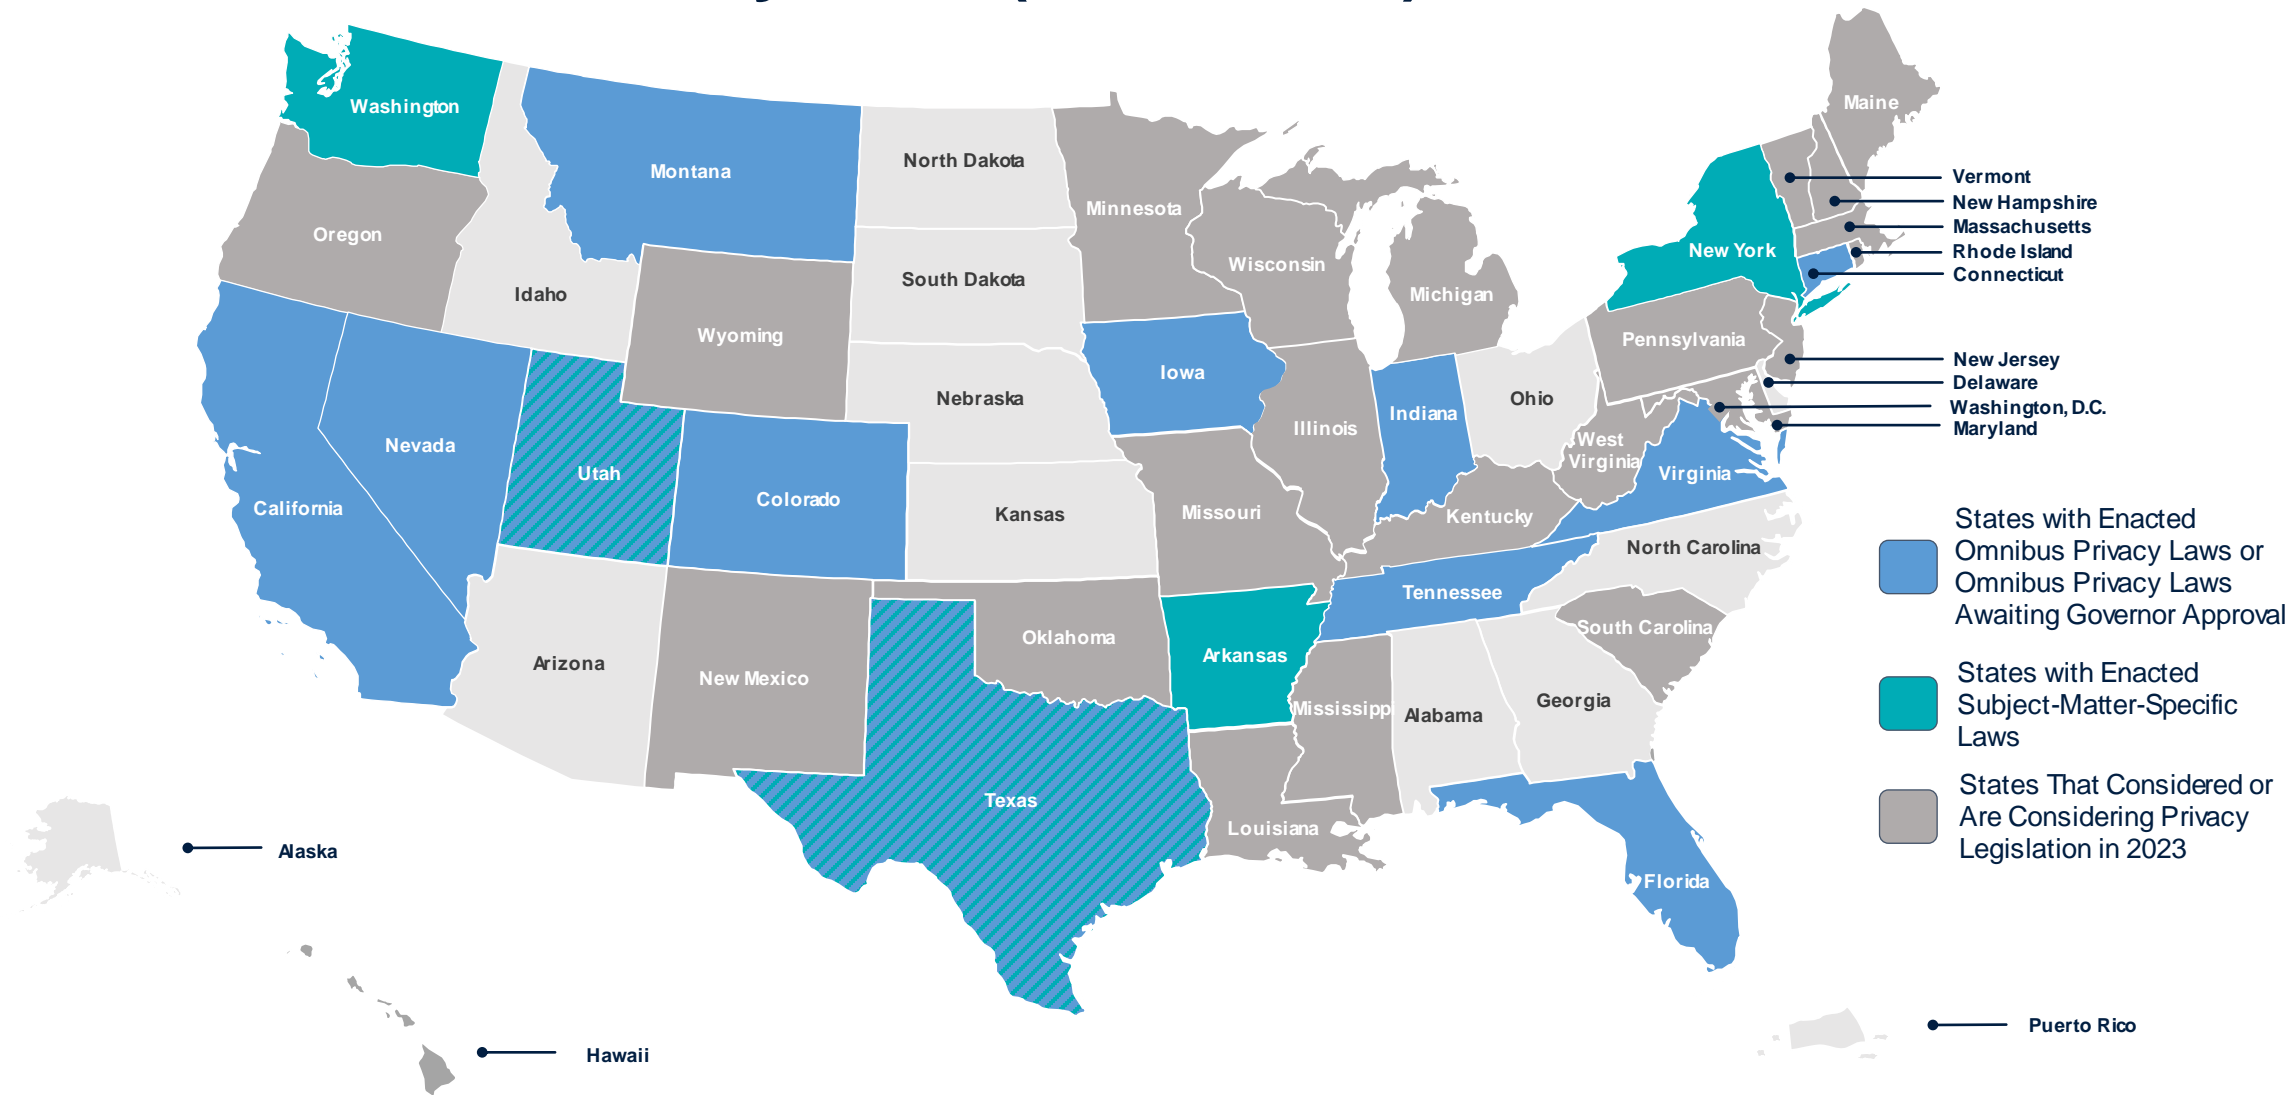 Washington
Montana
North Dakota
Minnesota
Maine
Oregon
Idaho
South Dakota
Wisconsin
Michigan
New York
Vermont
New Hampshire
Massachusetts
Rhode Island
Connecticut
Wyoming
Nebraska
Iowa
Pennsylvania
New Jersey
Delaware
Washington, D.C.
Maryland
Nevada
Utah
Colorado
Kansas
Illinois
Indiana
Ohio
West
Virginia
Virginia
California
Missouri
Kentucky
North Carolina
Tennessee
South Carolina
Arizona
New Mexico
Oklahoma
Arkansas
Mississipp
Alabama
Georgia
Texas
Louisiana
Florida
Alaska
Hawaii
Puerto Rico
States with Enacted
Omnibus Privacy Laws or
Omnibus Privacy Laws
Awaiting Governor Approval
States with Enacted
Subject-Matter-Specific
Laws
States That Considered or
Are Considering Privacy
Legislation in 2023